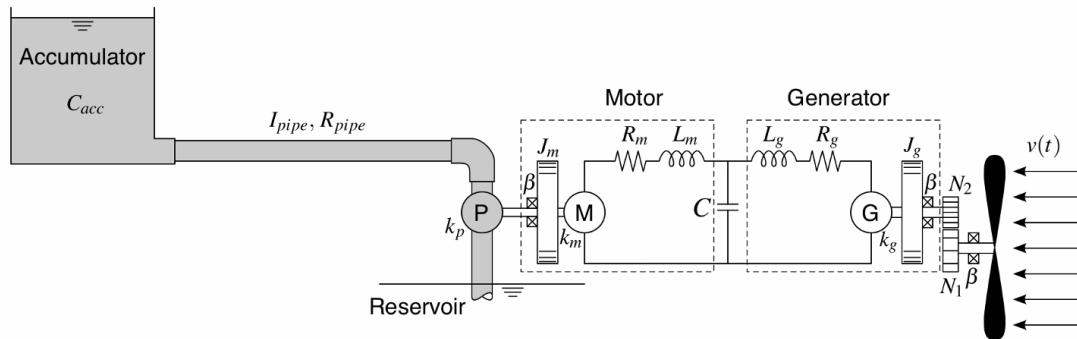 Accumulator
C_acc
I_pipe, R_pipe
Motor
Generator
R_m
L_m
L_g
R_g
J_m
J_g
v(t)
β
β
N_2
P
M
C
G
k_p
k_m
k_g
N_1
β
Reservoir